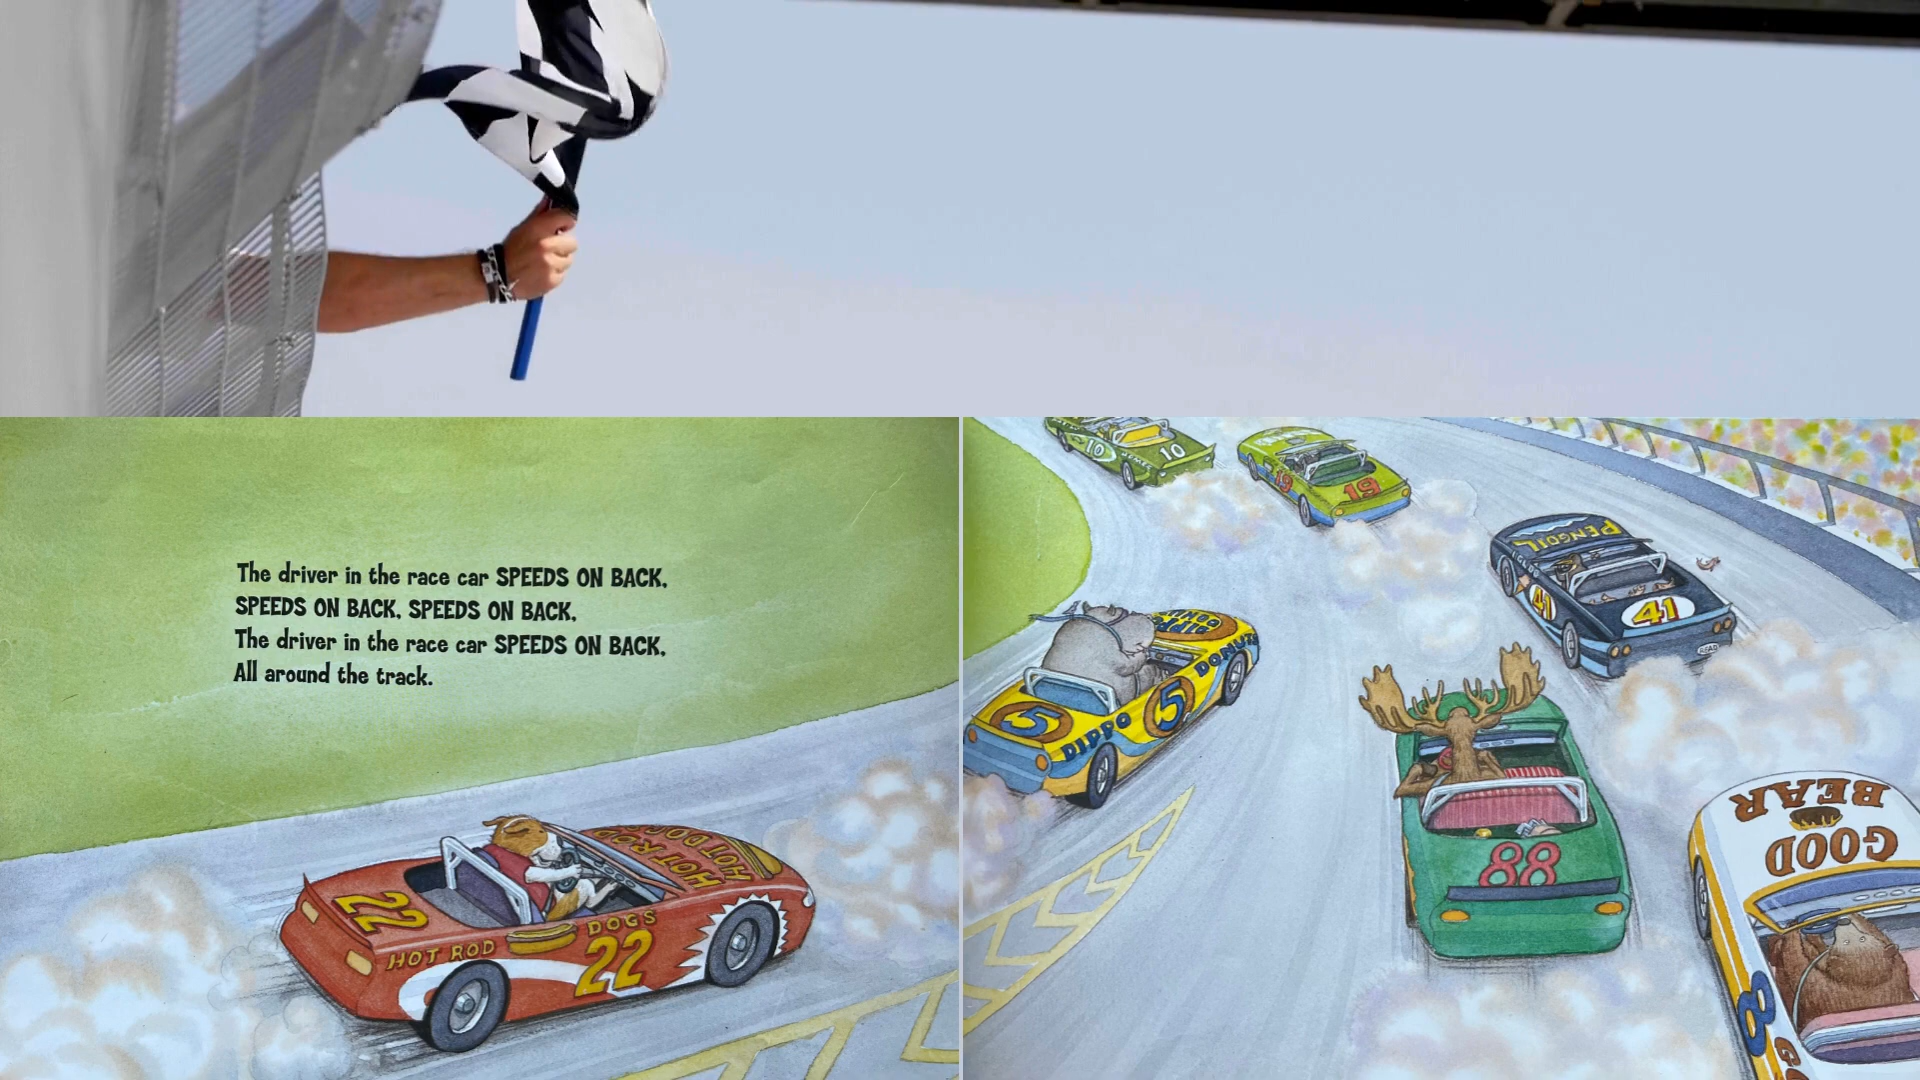 The driver in the race car SPEEDS ON BACK,
SPEEDS ON BACK, SPEEDS ON BACK,
The driver in the race car SPEEDS ON BACK,
All around the track.
22
HOT ROD
DOGS
22
HOT ROD
HOT DOGS
10
10
19
19
PENGOIL
41
41
5
HIPPO
5
DONUTS
88
GOOD
BEAR
8